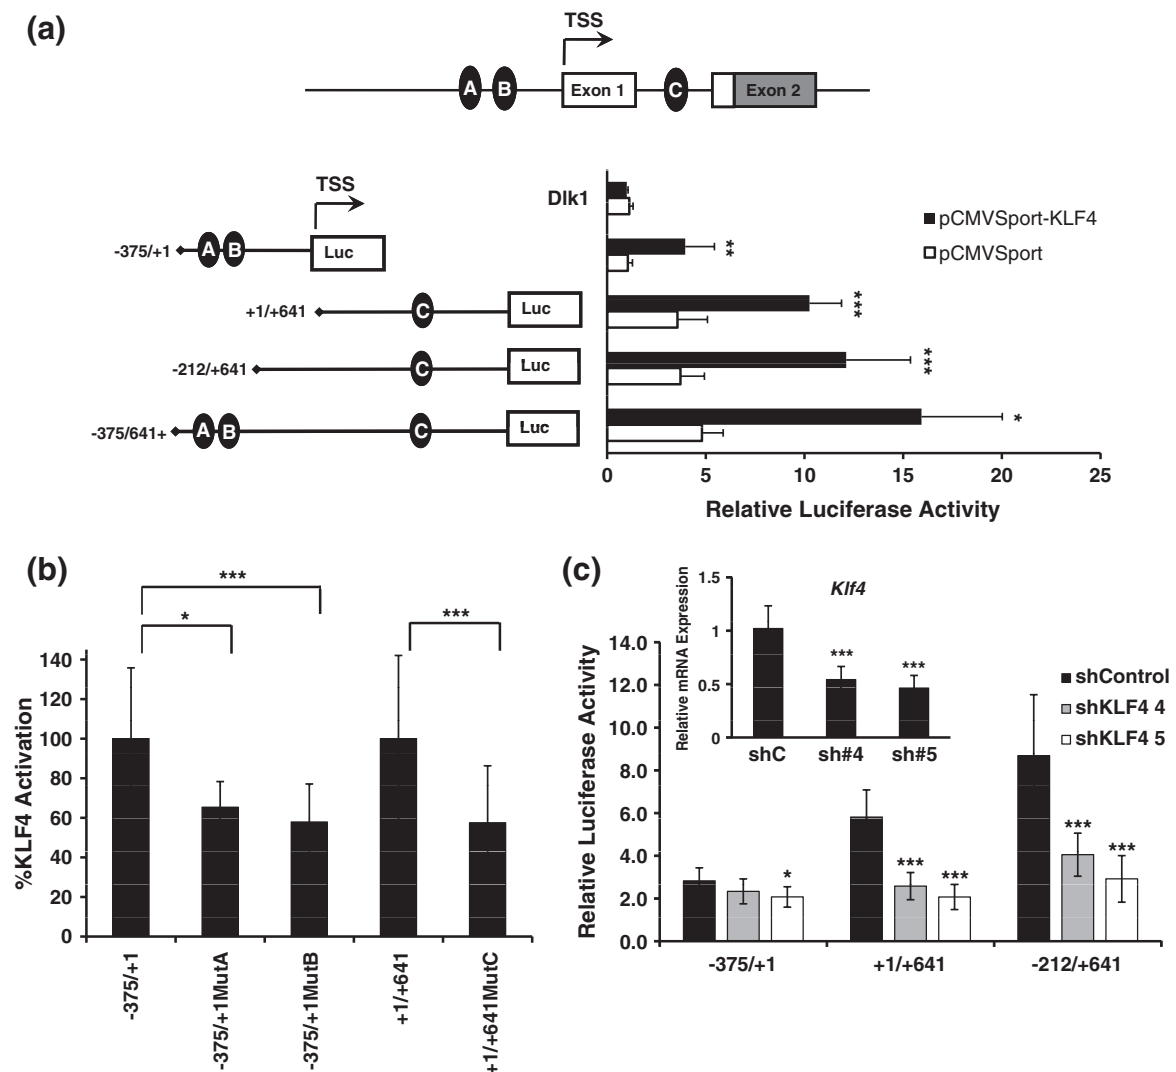 (a)
TSS
A B Exon 1 C Exon 2
TSS
Dlk1
pCMVSport-KLF4
pCMVSport
-375/+1 A B Luc **
+1/+641 C Luc ***
-212/+641 C Luc ***
-375/641+ A B C Luc *
0 5 10 15 20 25
Relative Luciferase Activity
(b)
***
* ***
%KLF4 Activation
140
120
100
80
60
40
20
0
-375/+1
-375/+1MutA
-375/+1MutB
+1/+641
+1/+641MutC
(c)
Relative mRNA Expression
Klf4
1.5
1
0.5
0
*** ***
shC sh#4 sh#5
shControl
shKLF4 4
shKLF4 5
Relative Luciferase Activity
14.0
12.0
10.0
8.0
6.0
4.0
2.0
0.0
* *** *** *** ***
-375/+1 +1/+641 -212/+641